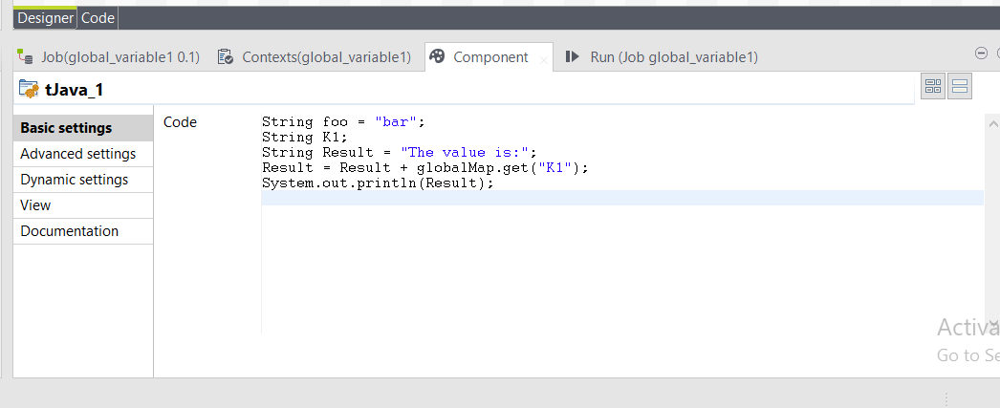 Designer Code
Job(global_variable1 0.1) Contexts(global_variable1) Component Run (Job global_variable1)
tJava_1
Basic settings
Advanced settings
Dynamic settings
View
Documentation
Code
String foo = "bar";
String K1;
String Result = "The value is:";
Result = Result + globalMap.get("K1");
System.out.println(Result);
Activa
Go to Se